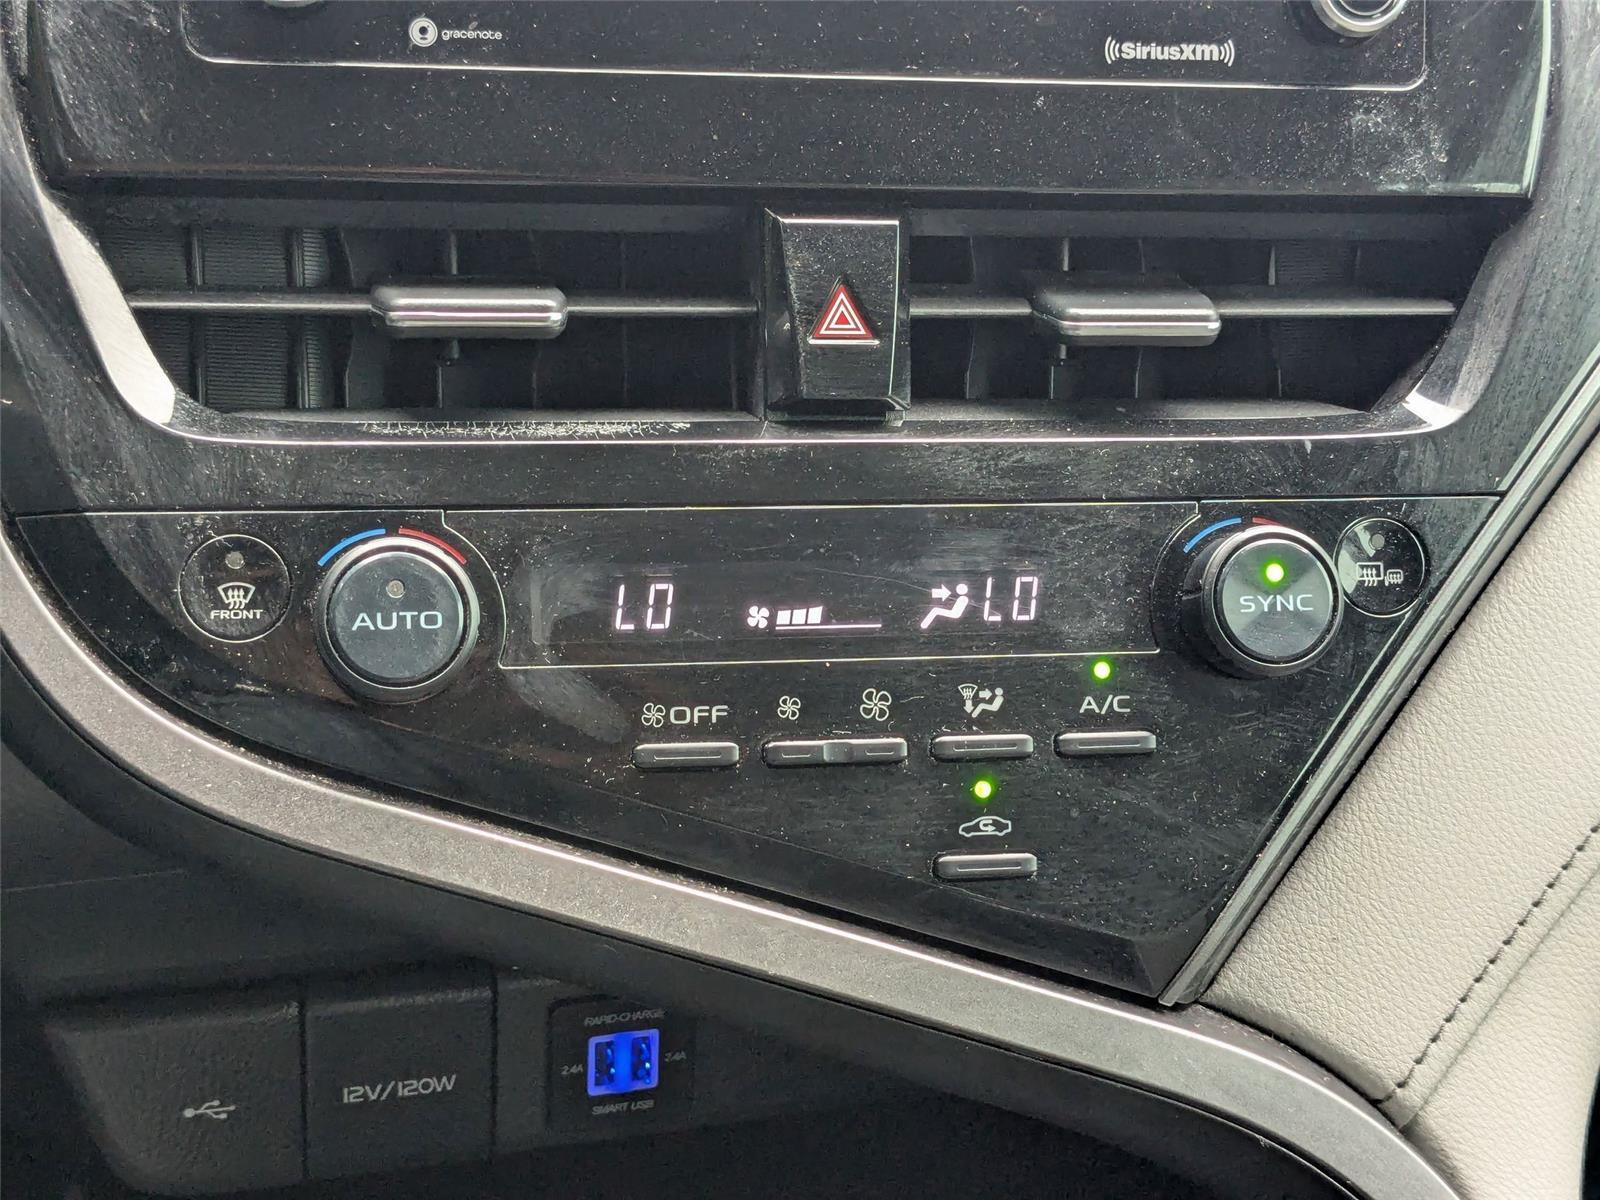 gracenote
SiriusXM
FRONT
AUTO
LO
LO
SYNC
OFF
A/C
RAPID-CHARGE
2.4A
2.4A
SMART USB
12V/120W